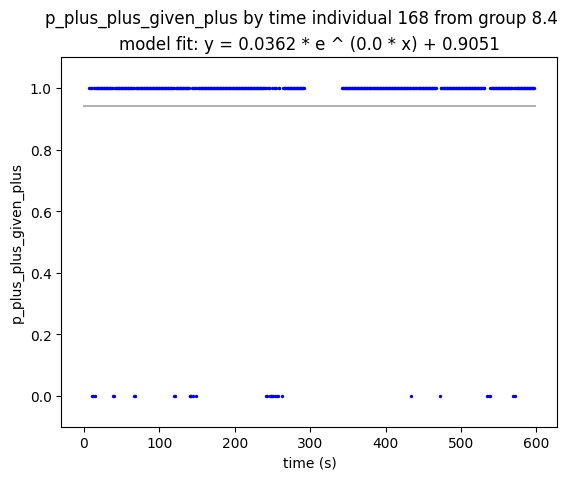 p_plus_plus_given_plus by time individual 168 from group 8.4
model fit: y = 0.0362 * e ^ (0.0 * x) + 0.9051
p_plus_plus_given_plus
1.0
0.8
0.6
0.4
0.2
0.0
0 100 200 300 400 500 600
time (s)